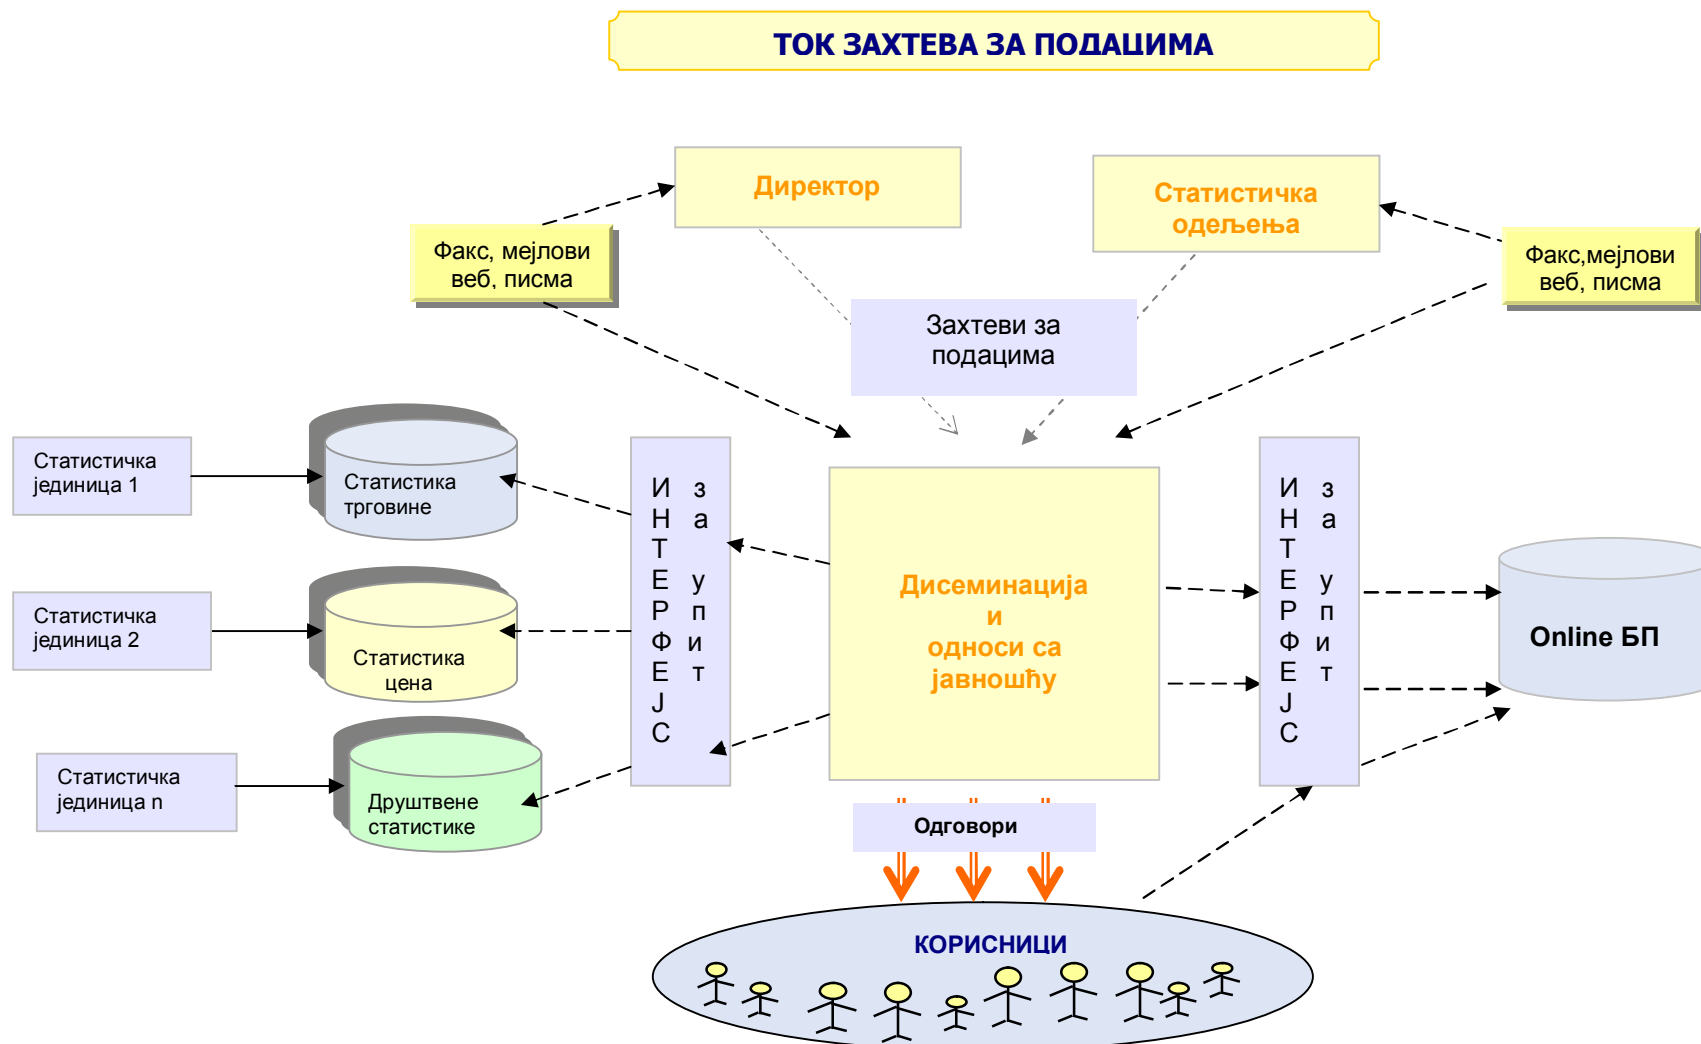 ТОК ЗАХТЕВА ЗА ПОДАЦИМА
Директор
Статистичка
одељења
Факс, мејлови
веб, писма
Факс,мејлови
веб, писма
Захтеви за
подацима
Статистичка
јединица 1
Статистика
трговине
Статистичка
јединица 2
Статистика
цена
Статистичка
јединица n
Друштвене
статистике
ИНТЕРФЕЈС
за упит
Дисеминација
и
односи са
јавношћу
ИНТЕРФЕЈС
за упит
Online БП
Одговори
КОРИСНИЦИ